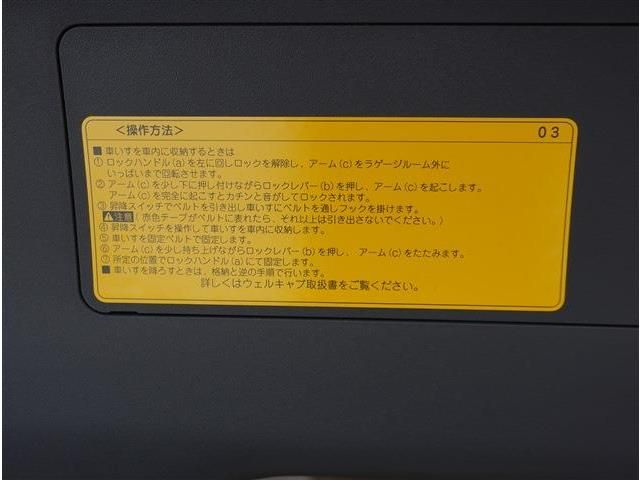 ＜操作方法＞
０３
■ 車いすを車内に収納するときは
① ロックハンドル(a)を左に回しロックを解除し、アーム(c)をラゲージルーム外に
いっぱいまで回転させます。
② アーム(c)を少し下に押し付けながらロックレバー(b)を押し、アーム(c)を起こします。
アーム(c)を完全に起こすとカチンと音がしてロックされます。
③ 昇降スイッチでベルトを引き出し車いすにベルトを通しフックを掛けます。
⚠注意 (赤色テープがベルトに表れたら、それ以上は引き出さないでください。)
④ 昇降スイッチを操作して車いすを車内に収納します。
⑤ 車いすを固定ベルトで固定します。
⑥ アーム(c)を少し持ち上げながらロックレバー(b)を押し、アーム(c)をたたみます。
⑦ 所定の位置でロックハンドル(a)にて固定します。
■ 車いすを降ろすときは、格納と逆の手順で行います。
詳しくはウェルキャブ取扱書をご覧ください。